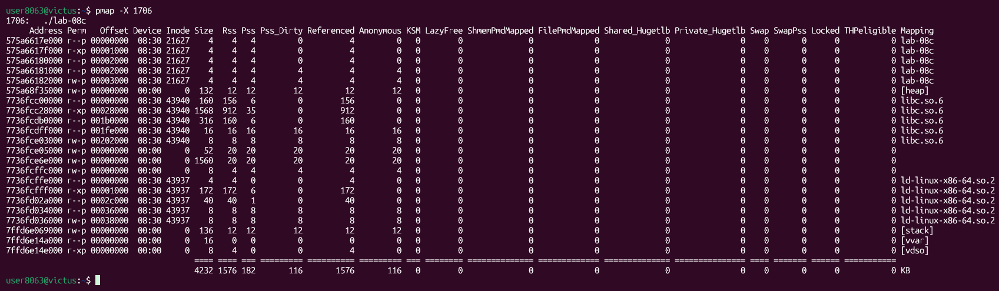 user8063@victus:~$ pmap -X 1706
1706:   ./lab-08c
     Address Perm   Offset Device Inode Size  Rss Pss Pss_Dirty Referenced Anonymous KSM LazyFree ShmemPmdMapped FilePmdMapped Shared_Hugetlb Private_Hugetlb Swap SwapPss Locked THPeligible Mapping
575a6617e000 r--p 00000000  08:30 21627    4    4   4         0          4         0   0        0              0             0              0               0    0       0      0           0 lab-08c
575a6617f000 r-xp 00001000  08:30 21627    4    4   4         0          4         0   0        0              0             0              0               0    0       0      0           0 lab-08c
575a66180000 r--p 00002000  08:30 21627    4    4   4         0          4         0   0        0              0             0              0               0    0       0      0           0 lab-08c
575a66181000 r--p 00002000  08:30 21627    4    4   4         4          4         4   0        0              0             0              0               0    0       0      0           0 lab-08c
575a66182000 rw-p 00003000  08:30 21627    4    4   4         4          4         4   0        0              0             0              0               0    0       0      0           0 lab-08c
575a68f35000 rw-p 00000000  00:00     0  132   12  12        12         12        12   0        0              0             0              0               0    0       0      0           0 [heap]
7736fcc00000 r--p 00000000  08:30 43940  160  156   6         0        156         0   0        0              0             0              0               0    0       0      0           0 libc.so.6
7736fcc28000 r-xp 00028000  08:30 43940 1568  912  35         0        912         0   0        0              0             0              0               0    0       0      0           0 libc.so.6
7736fcdb0000 r--p 001b0000  08:30 43940  316  160   6         0        160         0   0        0              0             0              0               0    0       0      0           0 libc.so.6
7736fcdff000 r--p 001fe000  08:30 43940   16   16  16        16         16        16   0        0              0             0              0               0    0       0      0           0 libc.so.6
7736fce03000 rw-p 00202000  08:30 43940    8    8   8         8          8         8   0        0              0             0              0               0    0       0      0           0 libc.so.6
7736fce05000 rw-p 00000000  00:00     0   52   20  20        20         20        20   0        0              0             0              0               0    0       0      0           0
7736fce6e000 rw-p 00000000  00:00     0 1560   20  20        20         20        20   0        0              0             0              0               0    0       0      0           0
7736fcffc000 rw-p 00000000  00:00     0    8    4   4         4          4         4   0        0              0             0              0               0    0       0      0           0
7736fcffe000 r--p 00000000  08:30 43937    4    4   0         0          4         0   0        0              0             0              0               0    0       0      0           0 ld-linux-x86-64.so.2
7736fcfff000 r-xp 00001000  08:30 43937  172  172   6         0        172         0   0        0              0             0              0               0    0       0      0           0 ld-linux-x86-64.so.2
7736fd02a000 r--p 0002c000  08:30 43937   40   40   1         0         40         0   0        0              0             0              0               0    0       0      0           0 ld-linux-x86-64.so.2
7736fd034000 r--p 00036000  08:30 43937    8    8   8         8          8         8   0        0              0             0              0               0    0       0      0           0 ld-linux-x86-64.so.2
7736fd036000 rw-p 00038000  08:30 43937    8    8   8         8          8         8   0        0              0             0              0               0    0       0      0           0 ld-linux-x86-64.so.2
7ffd6e069000 rw-p 00000000  00:00     0  136   12  12        12         12        12   0        0              0             0              0               0    0       0      0           0 [stack]
7ffd6e14a000 r--p 00000000  00:00     0   16    0   0         0          0         0   0        0              0             0              0               0    0       0      0           0 [vvar]
7ffd6e14e000 r-xp 00000000  00:00     0    8    4   0         0          4         0   0        0              0             0              0               0    0       0      0           0 [vdso]
                                        ==== ==== === ========= ========== ========= === ======== ============== ============= ============== =============== ==== ======= ====== ===========
                                        4232 1576 182       116       1576       116   0        0              0             0              0               0    0       0      0           0 KB
user8063@victus:~$